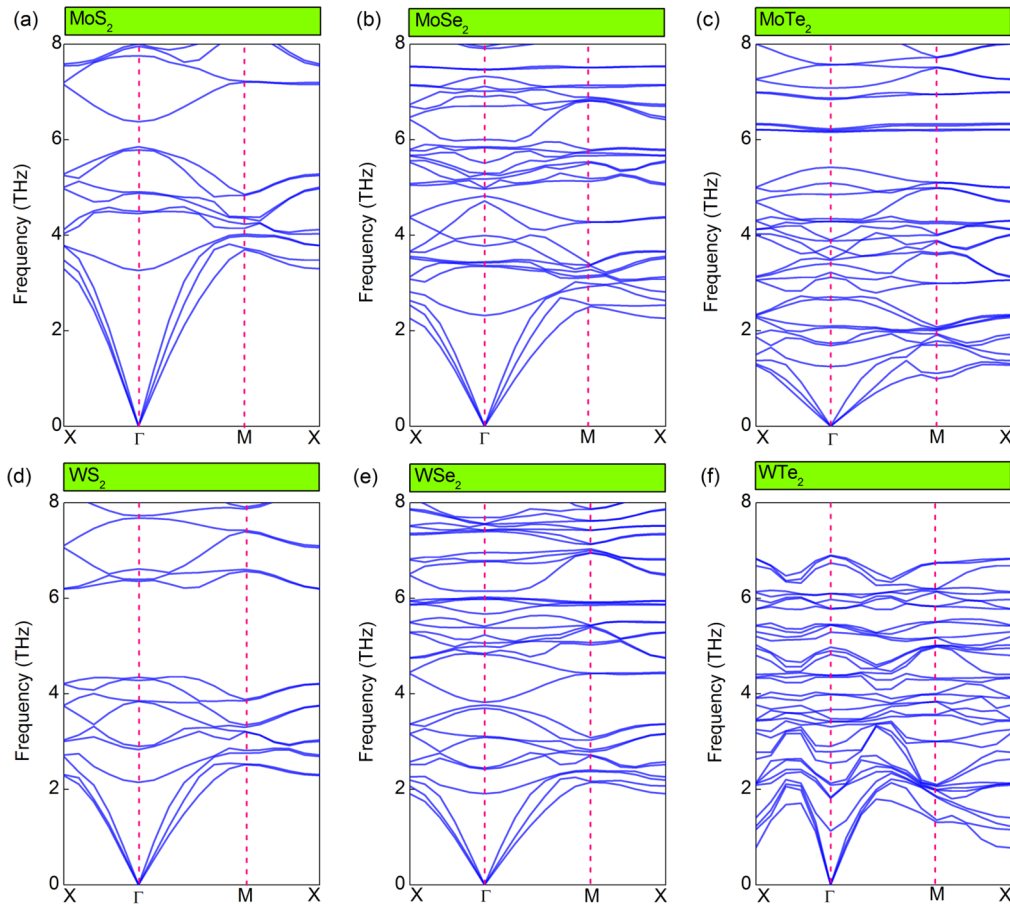 (a) MoS₂
Frequency (THz)
8
6
4
2
0
X Γ M X
(b) MoSe₂
Frequency (THz)
8
6
4
2
0
X Γ M X
(c) MoTe₂
Frequency (THz)
8
6
4
2
0
X Γ M X
(d) WS₂
Frequency (THz)
8
6
4
2
0
X Γ M X
(e) WSe₂
Frequency (THz)
8
6
4
2
0
X Γ M X
(f) WTe₂
Frequency (THz)
8
6
4
2
0
X Γ M X